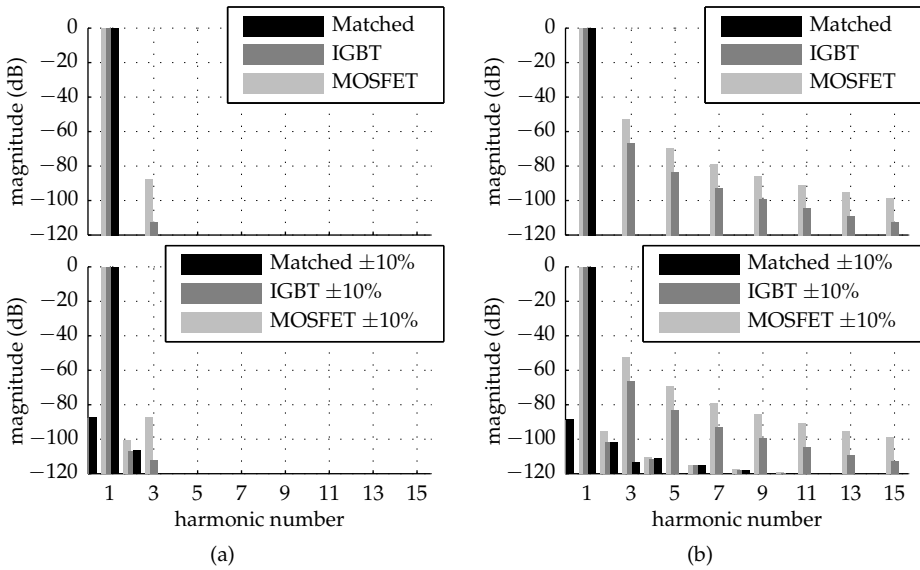 0
−20
−40
−60
−80
−100
−120
magnitude (dB)
Matched
IGBT
MOSFET
0
−20
−40
−60
−80
−100
−120
magnitude (dB)
Matched ±10%
IGBT ±10%
MOSFET ±10%
1 3 5 7 9 11 13 15
harmonic number
(a)
0
−20
−40
−60
−80
−100
−120
magnitude (dB)
Matched
IGBT
MOSFET
0
−20
−40
−60
−80
−100
−120
magnitude (dB)
Matched ±10%
IGBT ±10%
MOSFET ±10%
1 3 5 7 9 11 13 15
harmonic number
(b)